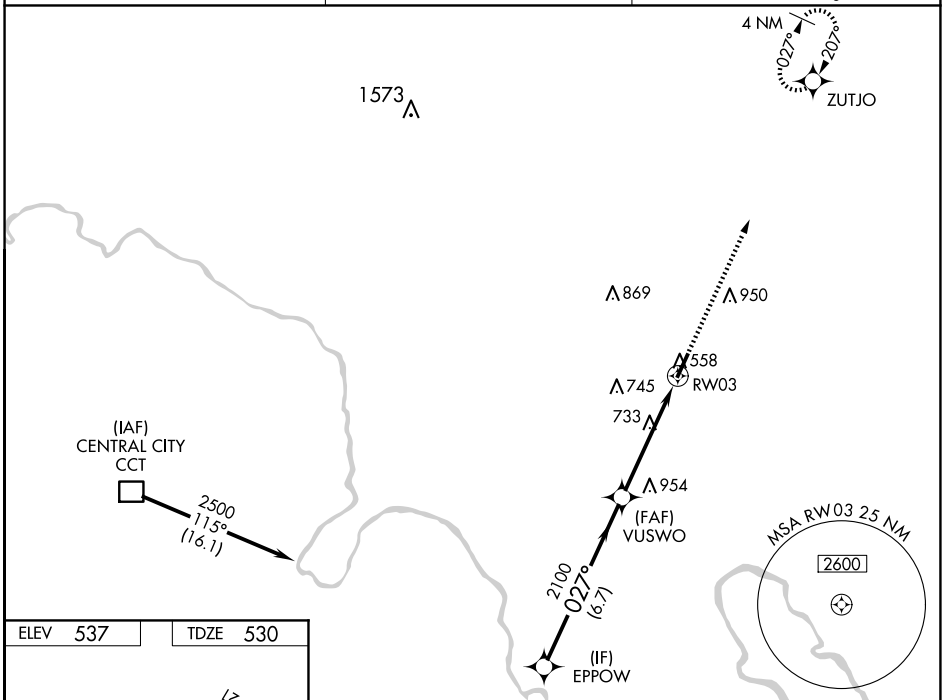 4 NM
027°
207°
ZUTJO
1573
869
950
558
RW03
745
733
(IAF)
CENTRAL CITY
CCT
2500
115°
(16.1)
954
(FAF)
VUSWO
MSA RW03 25 NM
2600
2100
027°
(6.7)
(IF)
EPPOW
ELEV 537
TDZE 530